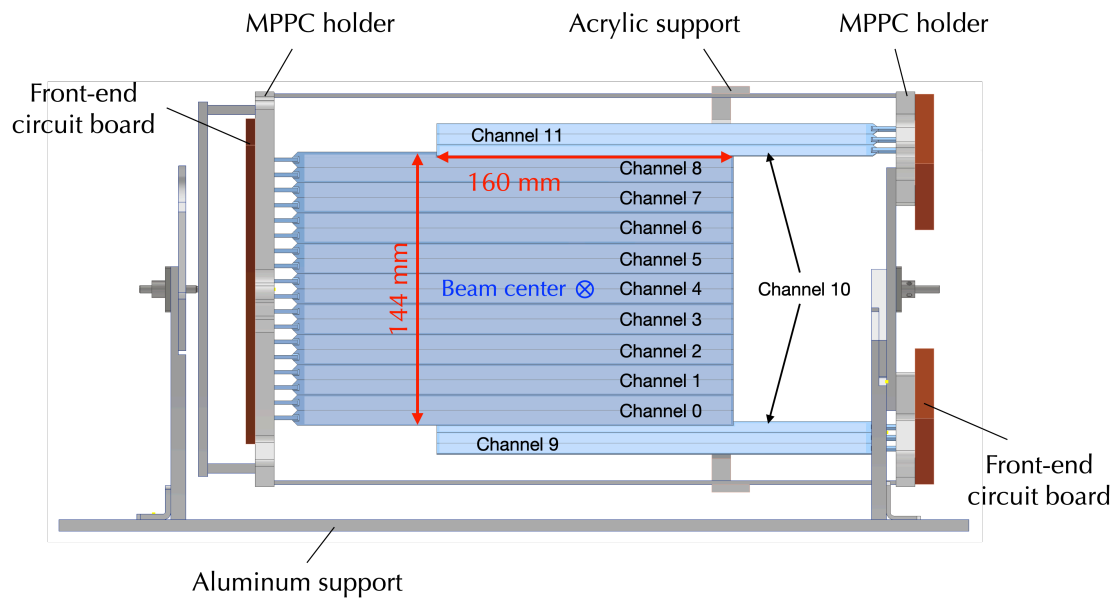 MPPC holder
Acrylic support
MPPC holder
Front-end
circuit board
Channel 11
160 mm
Channel 8
Channel 7
Channel 6
Channel 5
144 mm
Beam center ⊗
Channel 4
Channel 10
Channel 3
Channel 2
Channel 1
Channel 0
Channel 9
Front-end
circuit board
Aluminum support